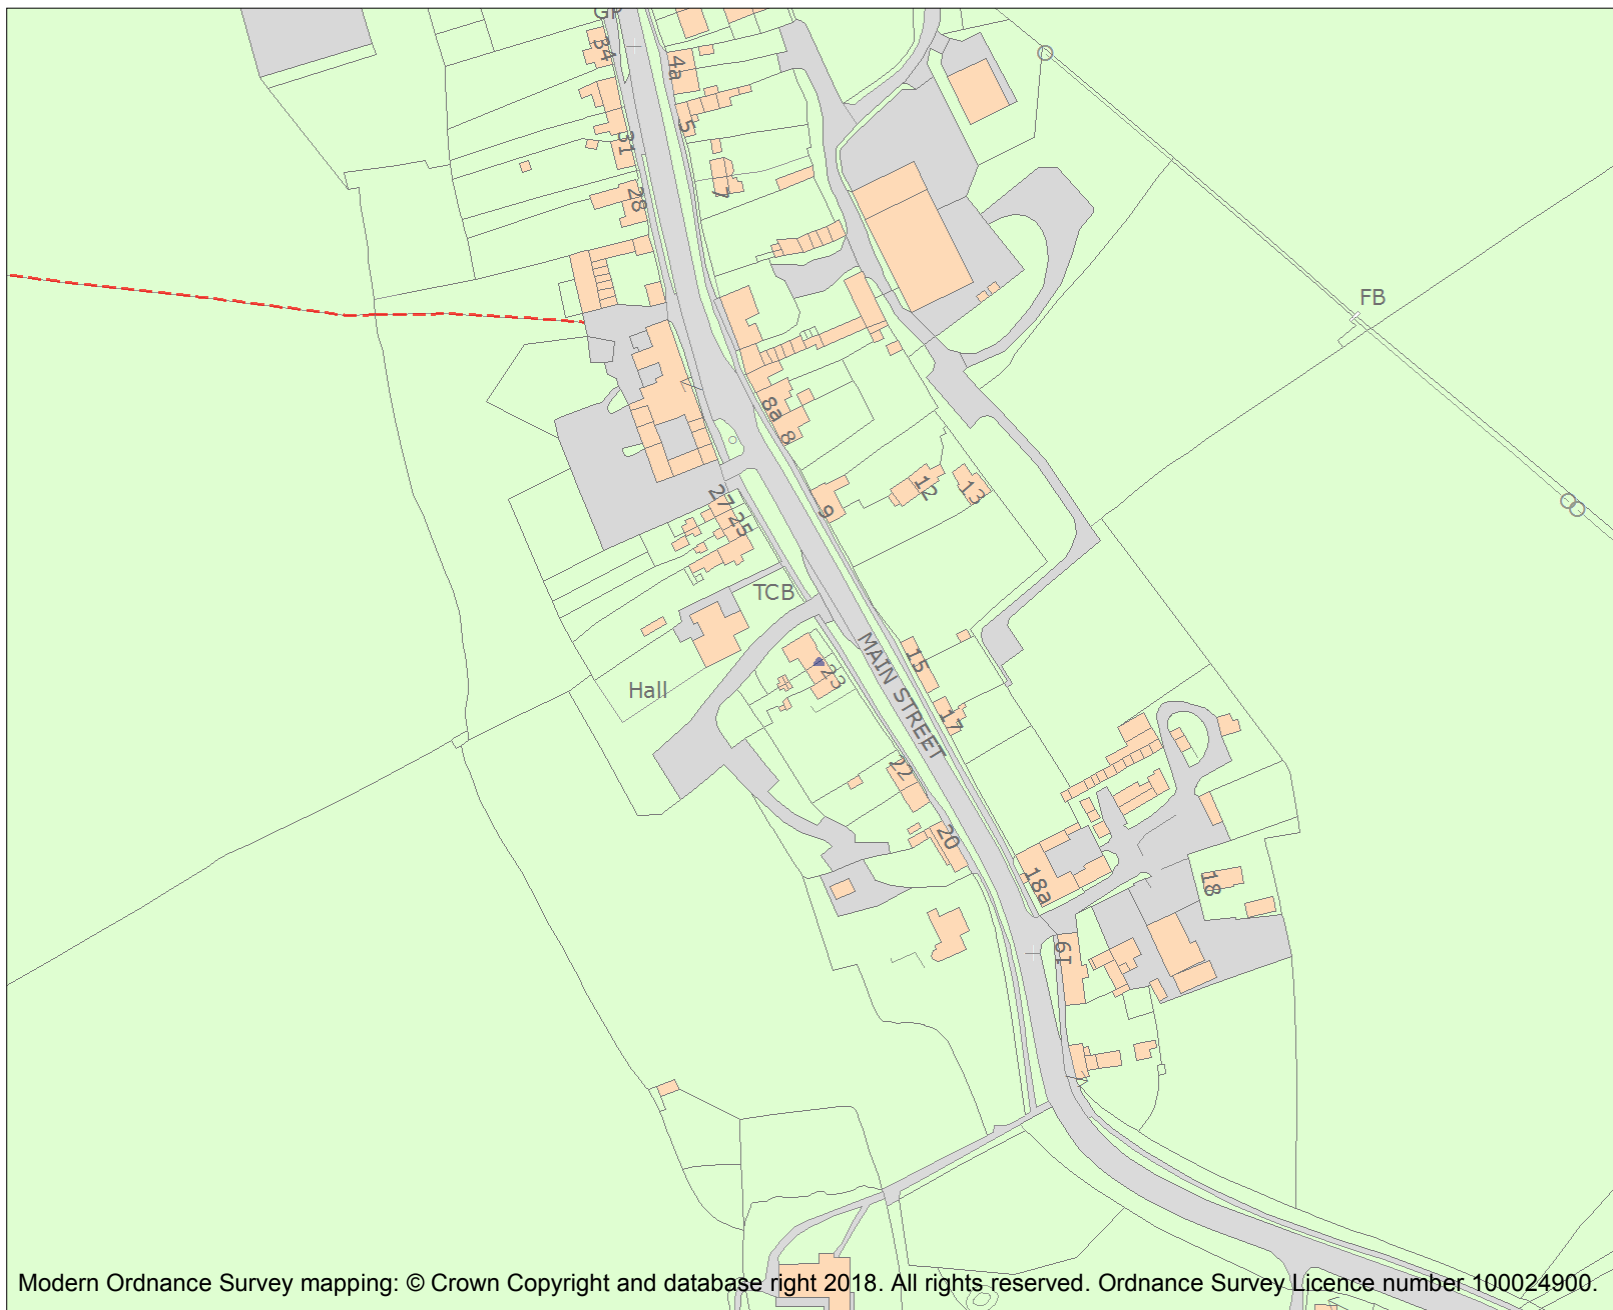 GP
34
4a
5
31
7
28
FB
8a
8
27
25
12
13
9
TCB
MAIN STREET
15
23
Hall
17
22
20
18a
18
19
Modern Ordnance Survey mapping: © Crown Copyright and database right 2018. All rights reserved. Ordnance Survey Licence number 100024900.